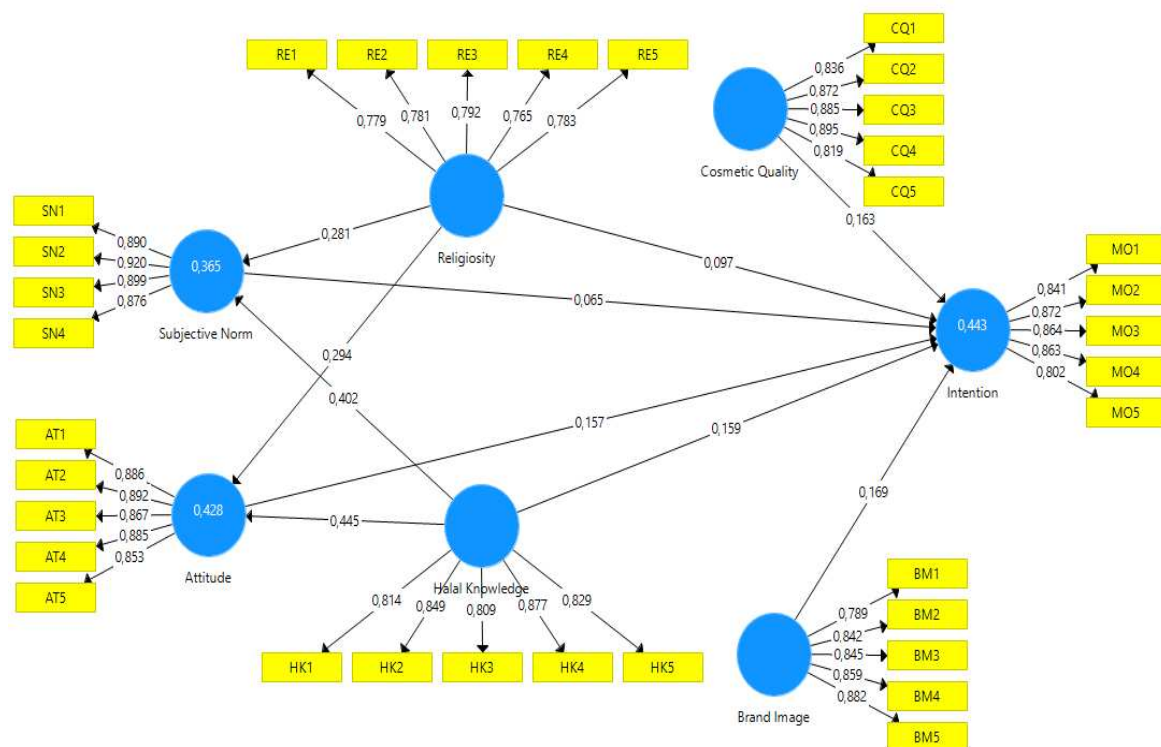 RE1
RE2
RE3
RE4
RE5
0,779
0,781
0,792
0,765
0,783
Religiosity
CQ1
CQ2
CQ3
CQ4
CQ5
0,836
0,872
0,885
0,895
0,819
Cosmetic Quality
0,163
SN1
SN2
SN3
SN4
0,890
0,920
0,899
0,876
0,365
Subjective Norm
0,281
0,097
0,065
0,294
0,402
MO1
MO2
MO3
MO4
MO5
0,841
0,872
0,864
0,863
0,802
0,443
Intention
AT1
AT2
AT3
AT4
AT5
0,886
0,892
0,867
0,885
0,853
0,428
Attitude
0,157
0,159
0,445
0,169
Halal Knowledge
0,814
0,849
0,809
0,877
0,829
HK1
HK2
HK3
HK4
HK5
BM1
BM2
BM3
BM4
BM5
0,789
0,842
0,845
0,859
0,882
Brand Image